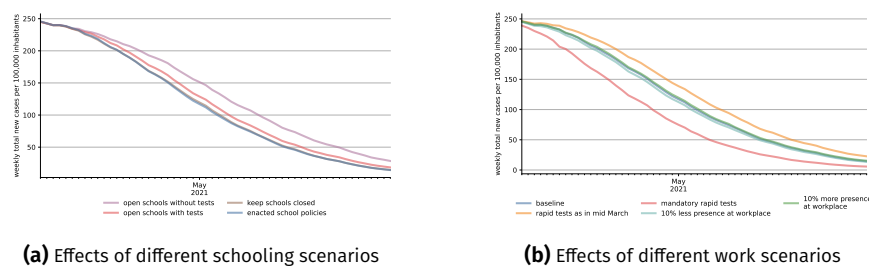 weekly total new cases per 100,000 inhabitants
250
200
150
100
50
May
2021
open schools without tests
open schools with tests
keep schools closed
enacted school policies
(a) Effects of different schooling scenarios
weekly total new cases per 100,000 inhabitants
250
200
150
100
50
0
May
2021
baseline
rapid tests as in mid March
mandatory rapid tests
10% less presence at workplace
10% more presence
at workplace
(b) Effects of different work scenarios